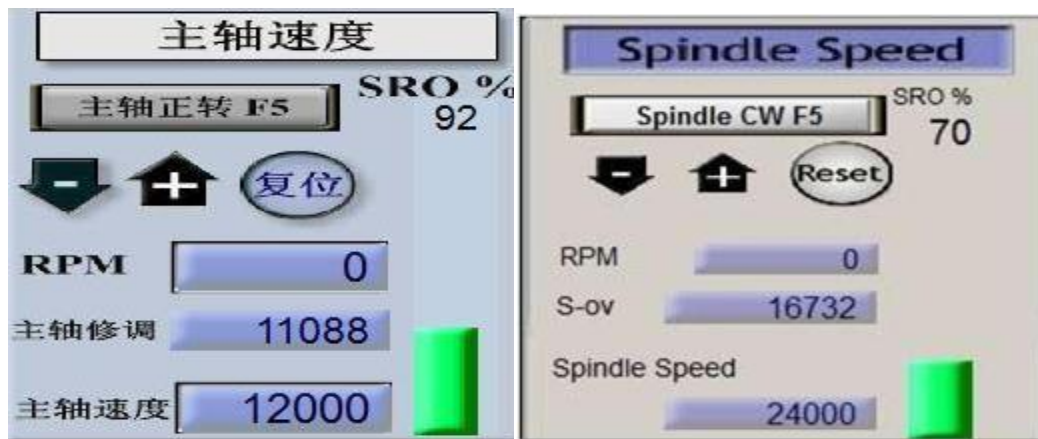 主轴速度
主轴正转 F5
SRO %
92
-
+
复位
RPM
0
主轴修调
11088
主轴速度
12000
Spindle Speed
Spindle CW F5
SRO %
70
-
+
Reset
RPM
0
S-ov
16732
Spindle Speed
24000